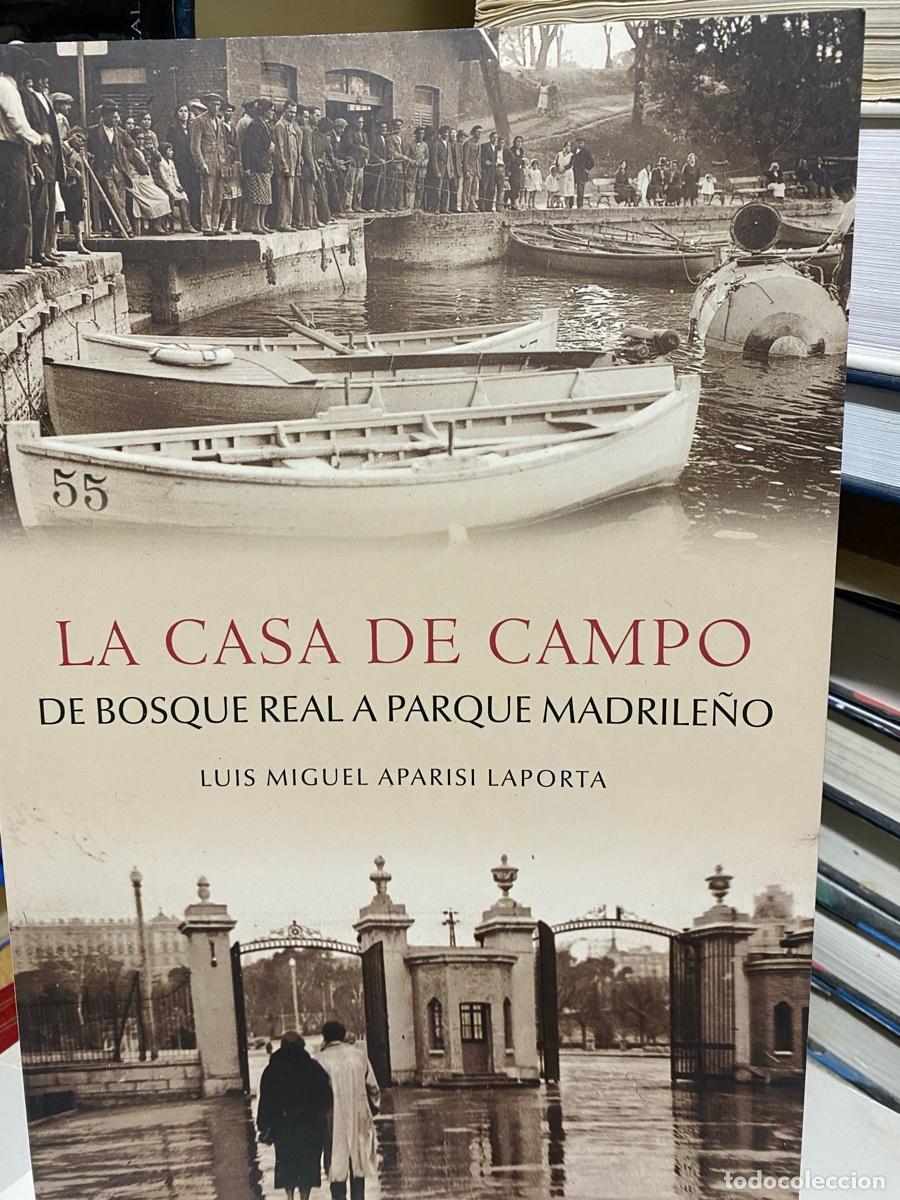 55
LA CASA DE CAMPO
DE BOSQUE REAL A PARQUE MADRILEÑO
LUIS MIGUEL APARISI LAPORTA
todocoleccion